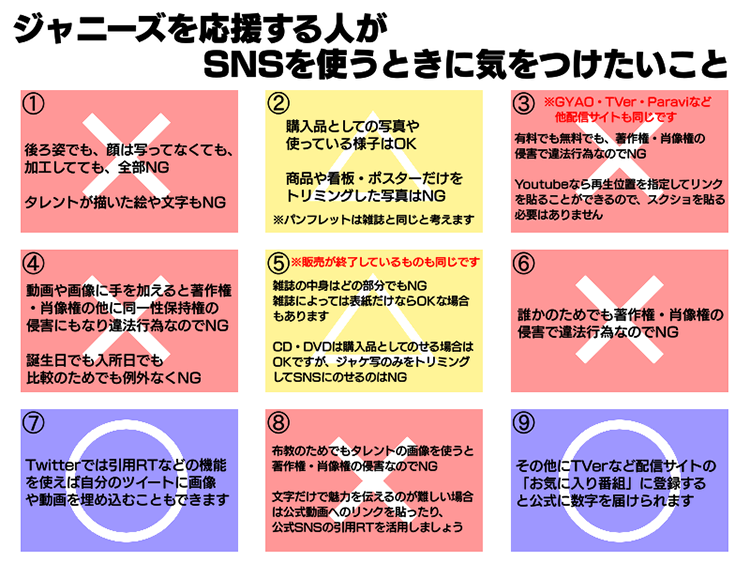 ジャニーズを応援する人が
SNSを使うときに気をつけたいこと
①
後ろ姿でも、顔は写ってなくても、
加工してても、全部NG
タレントが描いた絵や文字もNG
②
購入品としての写真や
使っている様子はOK
商品や看板・ポスターだけを
トリミングした写真はNG
※パンフレットは雑誌と同じと考えます
③
※GYAO・TVer・Paraviなど
他配信サイトも同じです
有料でも無料でも、著作権・肖像権の
侵害で違法行為なのでNG
Youtubeなら再生位置を指定してリンク
を貼ることができるので、スクショを貼る
必要はありません
④
動画や画像に手を加えると著作権
・肖像権の他に同一性保持権の
侵害にもなり違法行為なのでNG
誕生日でも入所日でも
比較のためでも例外なくNG
⑤
※販売が終了しているものも同じです
雑誌の中身はどの部分でもNG
雑誌によっては表紙だけならOKな場合
もあります
CD・DVDは購入品としてのせる場合は
OKですが、ジャケ写のみをトリミング
してSNSにのせるのはNG
⑥
誰かのためでも著作権・肖像権の
侵害で違法行為なのでNG
⑦
Twitterでは引用RTなどの機能
を使えば自分のツイートに画像
や動画を埋め込むこともできます
⑧
布教のためでもタレントの画像を使うと
著作権・肖像権の侵害なのでNG
文字だけで魅力を伝えるのが難しい場合
は公式動画へのリンクを貼ったり、
公式SNSの引用RTを活用しましょう
⑨
その他にTVerなど配信サイトの
「お気に入り番組」に登録する
と公式に数字を届けられます